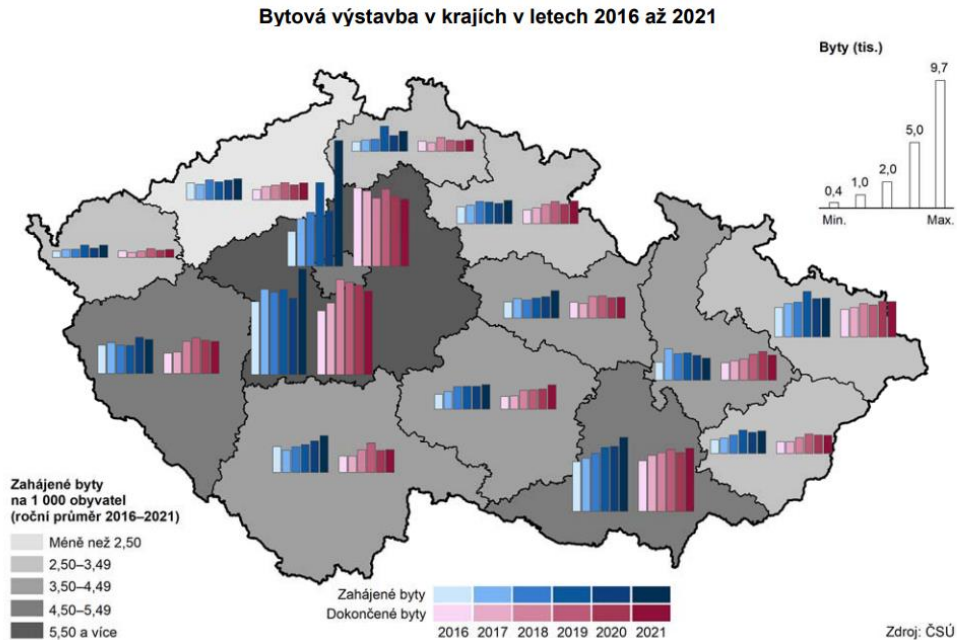 Bytová výstavba v krajích v letech 2016 až 2021
Byty (tis.)
9,7
5,0
2,0
1,0
0,4
Min.
Max.
Zahájené byty
na 1 000 obyvatel
(roční průměr 2016–2021)
Méně než 2,50
2,50–3,49
3,50–4,49
4,50–5,49
5,50 a více
Zahájené byty
Dokončené byty
2016 2017 2018 2019 2020 2021
Zdroj: ČSÚ